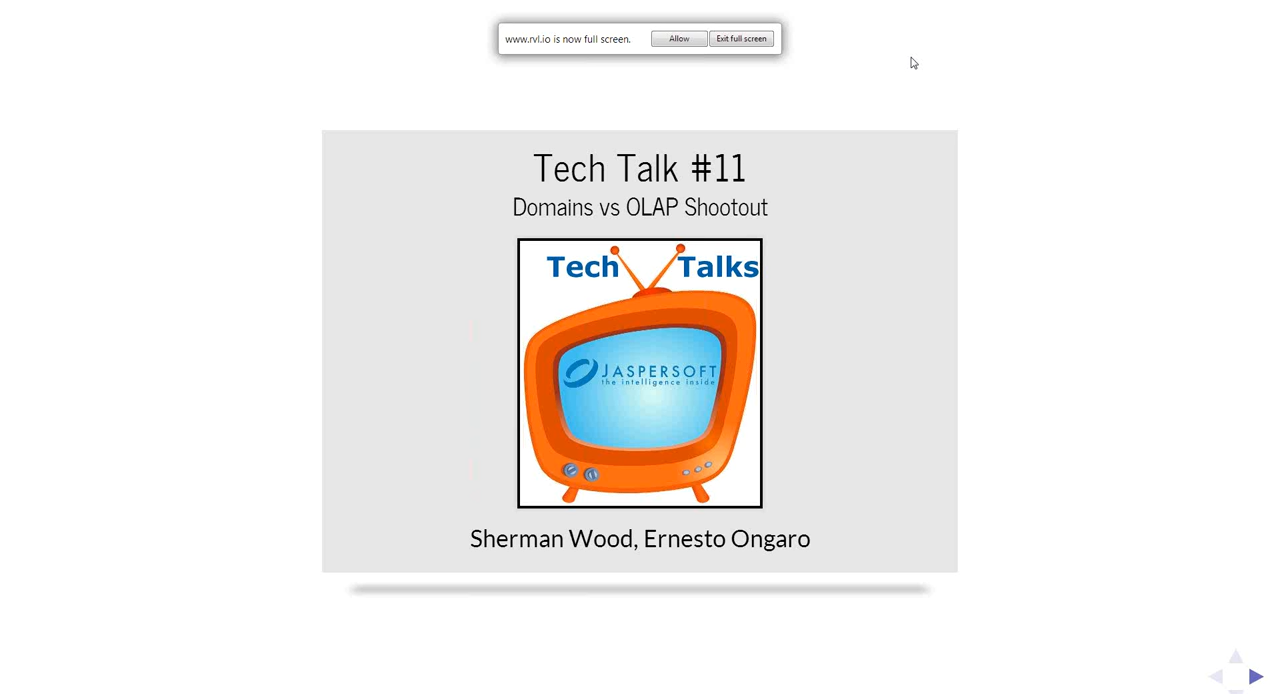 www.rvl.io is now full screen. Allow Exit full screen
Tech Talk #11
Domains vs OLAP Shootout
Tech Talks
JASPERSOFT
the intelligence inside
Sherman Wood, Ernesto Ongaro